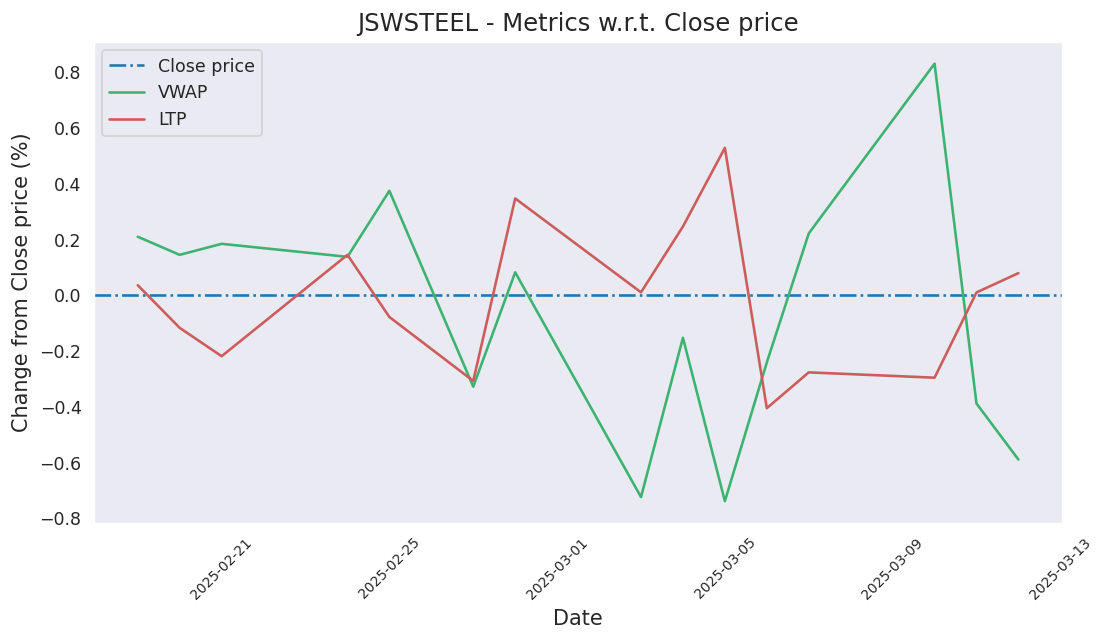 JSWSTEEL - Metrics w.r.t. Close price
Close price
VWAP
LTP
Change from Close price (%)
0.8
0.6
0.4
0.2
0.0
−0.2
−0.4
−0.6
−0.8
2025-02-21
2025-02-25
2025-03-01
2025-03-05
2025-03-09
2025-03-13
Date